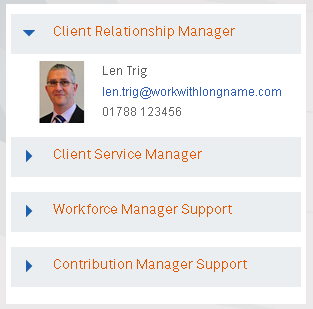 Client Relationship Manager
Len Trig
len.trig@workwithlongname.com
01788 123456
Client Service Manager
Workforce Manager Support
Contribution Manager Support